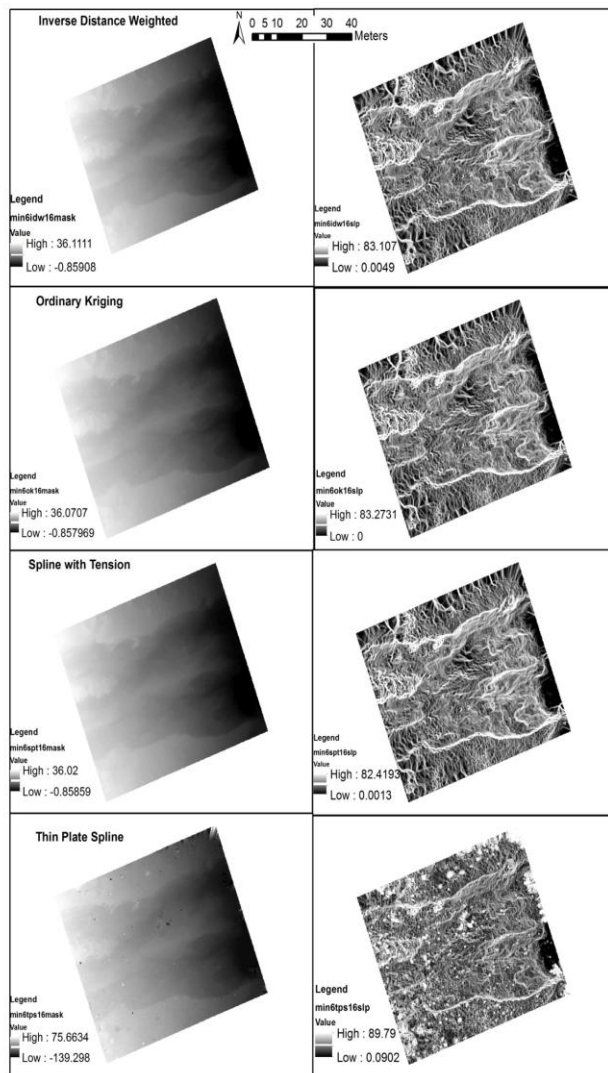 Inverse Distance Weighted
N
0 5 10 20 30 40
Meters
Legend
min6idw16mask
Value
High : 36.1111
Low : -0.85908
Legend
min6idw16slp
Value
High : 83.107
Low : 0.0049
Ordinary Kriging
Legend
min6ok16mask
Value
High : 36.0707
Low : -0.857969
Legend
min6ok16slp
Value
High : 83.2731
Low : 0
Spline with Tension
Legend
min6spt16mask
Value
High : 36.02
Low : -0.85859
Legend
min6spt16slp
Value
High : 82.4193
Low : 0.0013
Thin Plate Spline
Legend
min6tps16mask
Value
High : 75.6634
Low : -139.298
Legend
min6tps16slp
Value
High : 89.79
Low : 0.0902